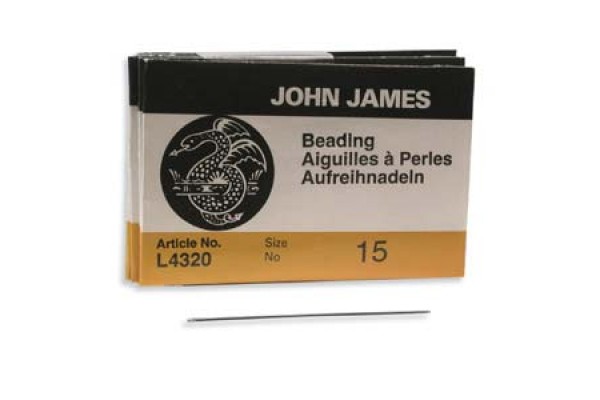 JOHN JAMES
Beading
Aiguilles à Perles
Aufreihnadeln
Article No.
L4320
Size
No
15